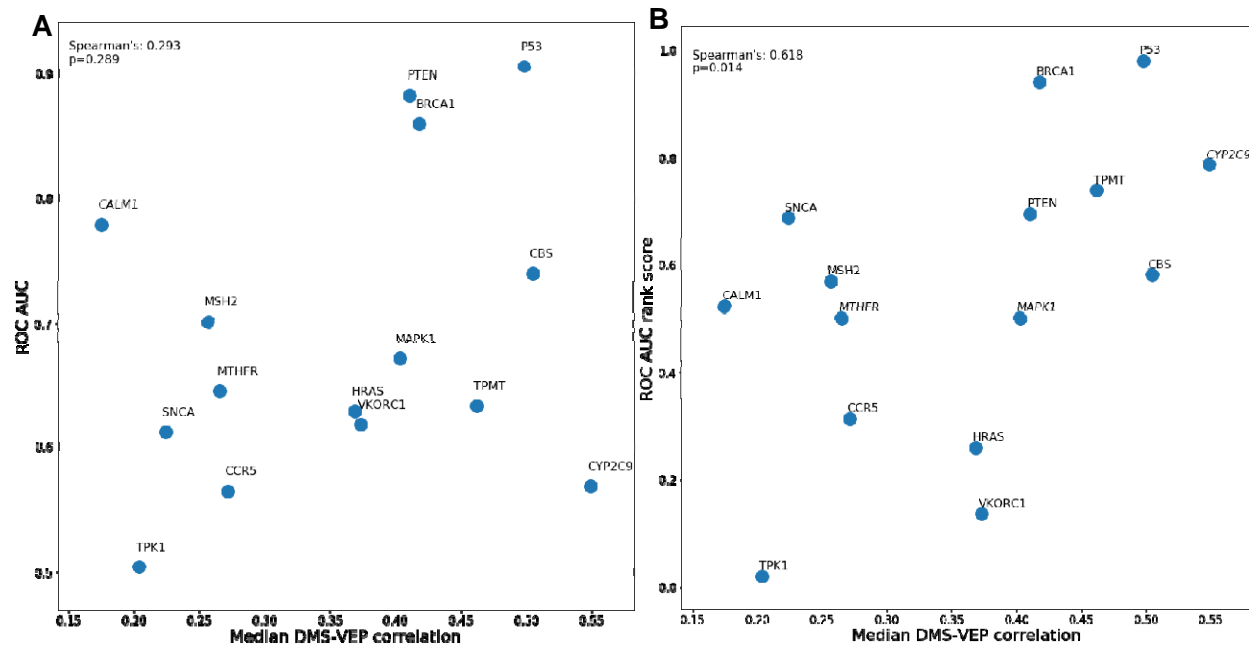 A
Spearman's: 0.293
p=0.289
P53
PTEN
BRCA1
CALM1
CBS
MSH2
MAPK1
MTHFR
HRAS
VKORC1
TPMT
SNCA
CCR5
CYP2C9
TPK1
0.9
0.8
0.7
0.6
0.5
ROC AUC
0.15 0.20 0.25 0.30 0.35 0.40 0.45 0.50 0.55
Median DMS-VEP correlation
B
Spearman's: 0.618
p=0.014
P53
BRCA1
CYP2C9
TPMT
PTEN
SNCA
CBS
MSH2
CALM1
MTHFR
MAPK1
CCR5
HRAS
VKORC1
TPK1
1.0
0.8
0.6
0.4
0.2
0.0
ROC AUC rank score
0.15 0.20 0.25 0.30 0.35 0.40 0.45 0.50 0.55
Median DMS-VEP correlation